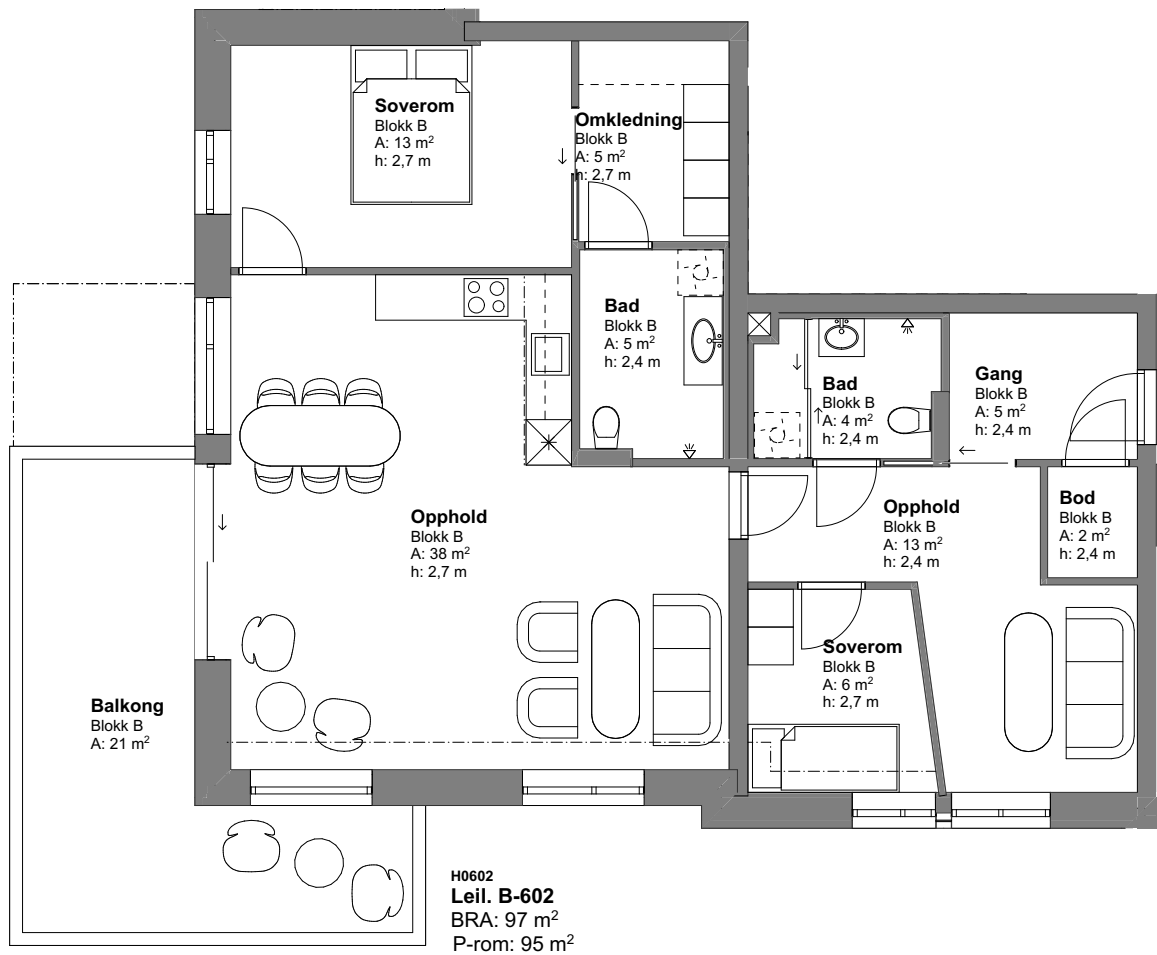 Soverom
Blokk B
A: 13 m²
h: 2,7 m
Omkledning
Blokk B
A: 5 m²
h: 2,7 m
Bad
Blokk B
A: 5 m²
h: 2,4 m
Bad
Blokk B
A: 4 m²
h: 2,4 m
Gang
Blokk B
A: 5 m²
h: 2,4 m
Opphold
Blokk B
A: 38 m²
h: 2,7 m
Opphold
Blokk B
A: 13 m²
h: 2,4 m
Bod
Blokk B
A: 2 m²
h: 2,4 m
Soverom
Blokk B
A: 6 m²
h: 2,7 m
Balkong
Blokk B
A: 21 m²
H0602
Leil. B-602
BRA: 97 m²
P-rom: 95 m²